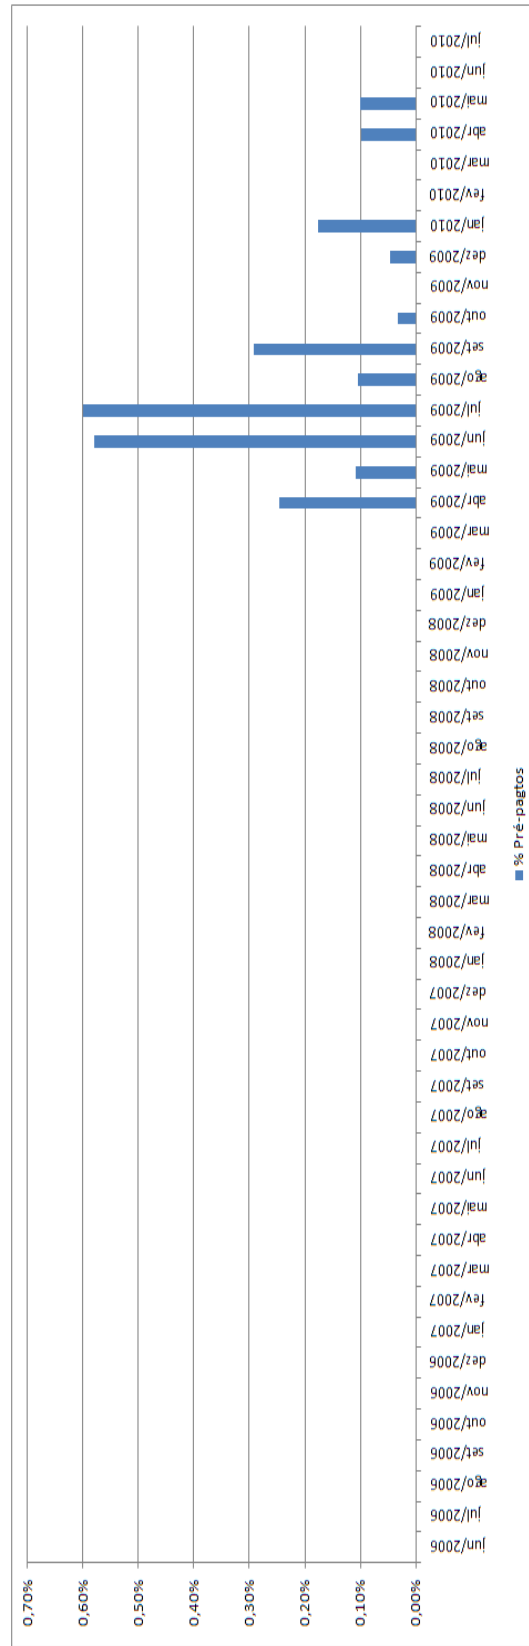 0,70%
0,60%
0,50%
0,40%
0,30%
0,20%
0,10%
0,00%
jun/2006
jul/2006
ago/2006
set/2006
out/2006
nov/2006
dez/2006
jan/2007
fev/2007
mar/2007
abr/2007
mai/2007
jun/2007
jul/2007
ago/2007
set/2007
out/2007
nov/2007
dez/2007
jan/2008
fev/2008
mar/2008
abr/2008
mai/2008
jun/2008
jul/2008
ago/2008
set/2008
out/2008
nov/2008
dez/2008
jan/2009
fev/2009
mar/2009
abr/2009
mai/2009
jun/2009
jul/2009
ago/2009
set/2009
out/2009
nov/2009
dez/2009
jan/2010
fev/2010
mar/2010
abr/2010
mai/2010
jun/2010
jul/2010
% Pré-pagtos